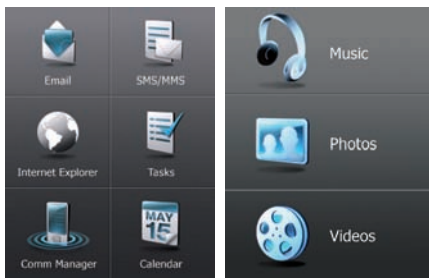 Email
SMS/MMS
Internet Explorer
Tasks
Comm Manager
MAY
15
Calendar
Music
Photos
Videos